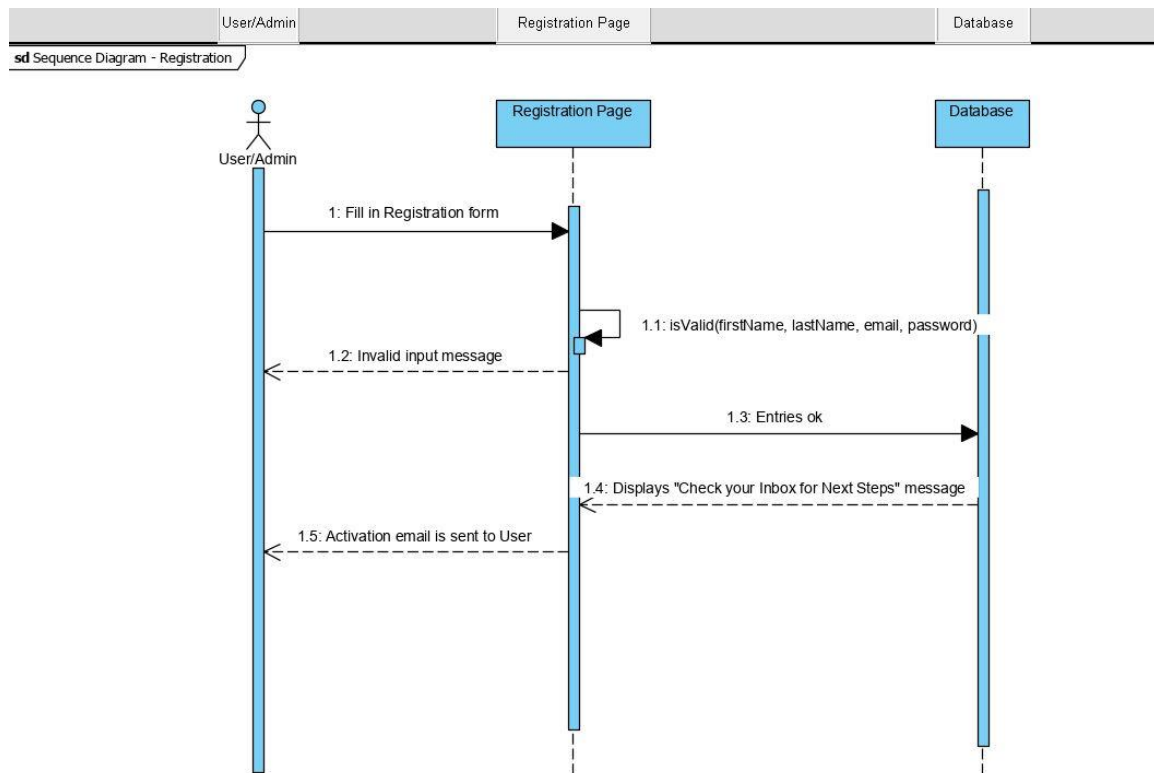 User/Admin
Registration Page
Database
sd Sequence Diagram - Registration
Registration Page
Database
User/Admin
1: Fill in Registration form
1.1: isValid(firstName, lastName, email, password)
1.2: Invalid input message
1.3: Entries ok
1.4: Displays "Check your Inbox for Next Steps" message
1.5: Activation email is sent to User